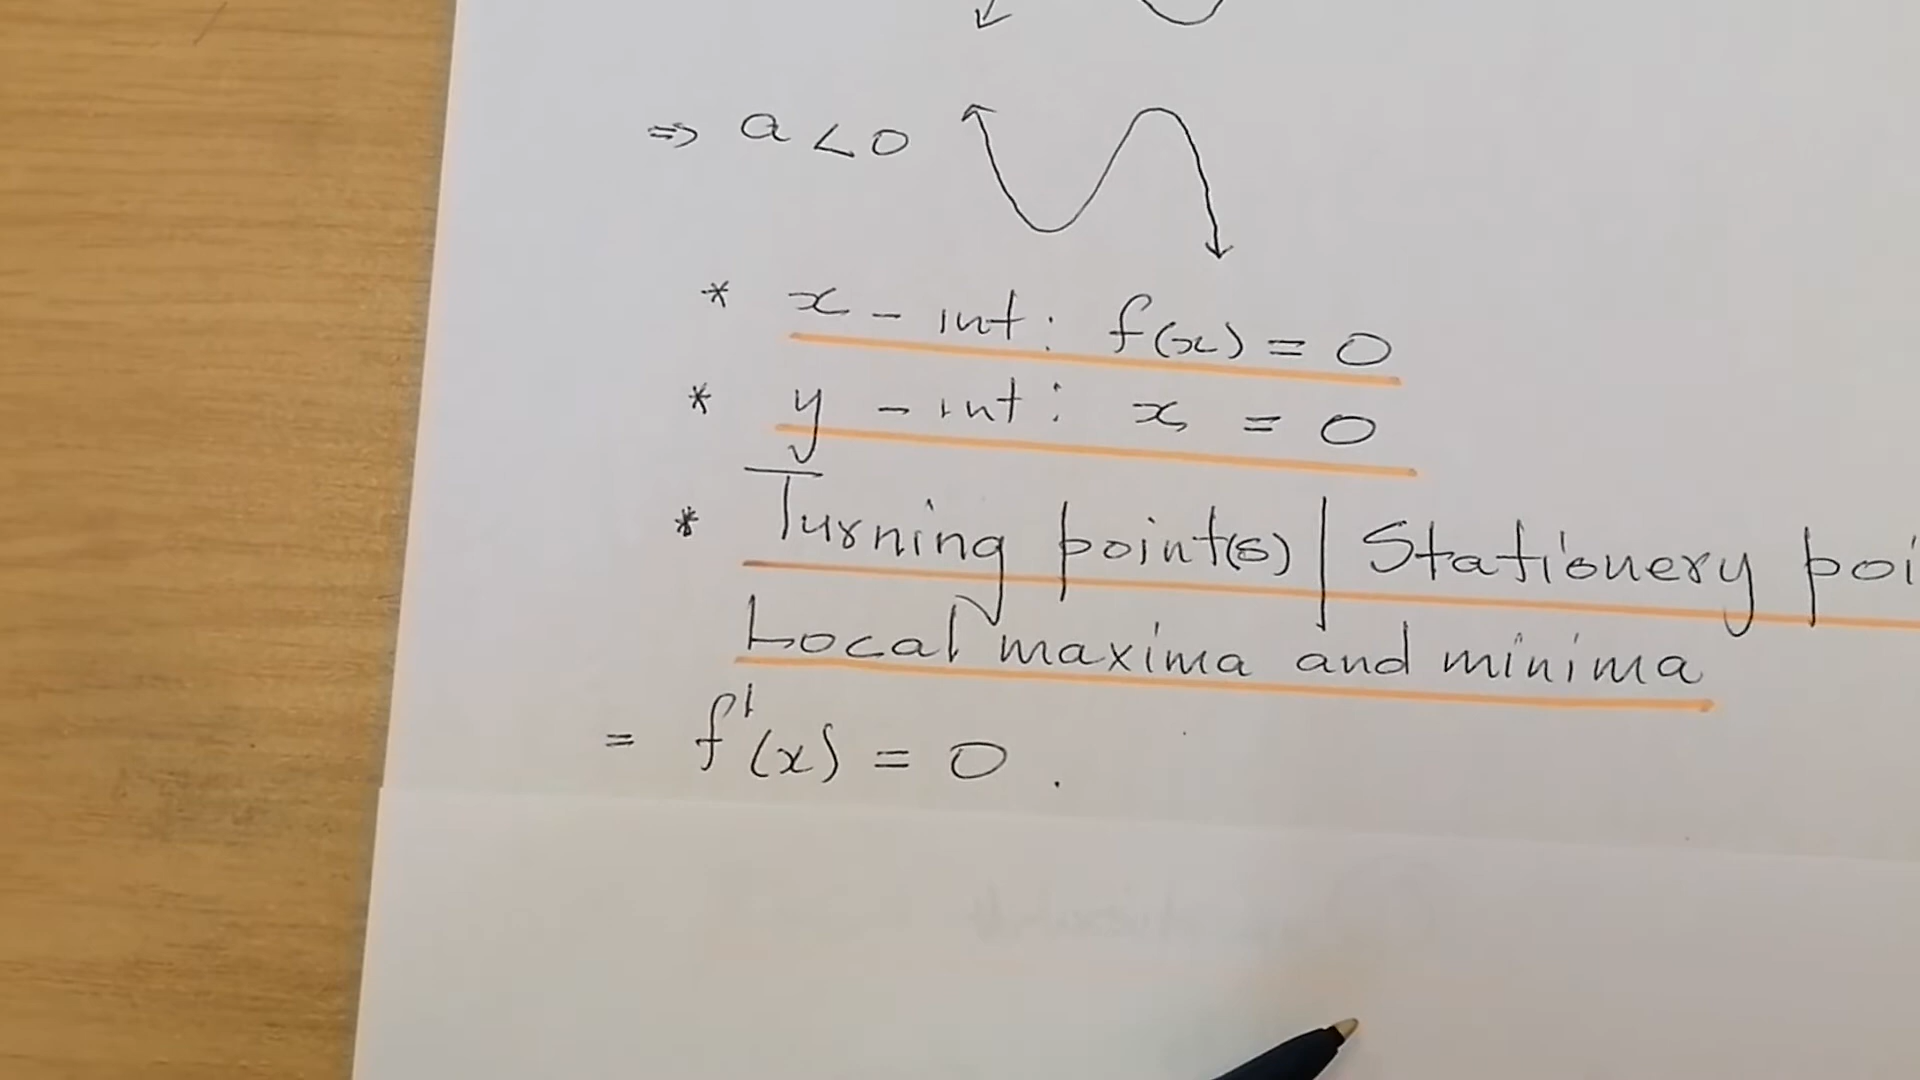 ⇒ a < 0
* x - int: f(x) = 0
* y - int: x = 0
* Turning point(s) | Stationery poi
Local maxima and minima
= f'(x) = 0.